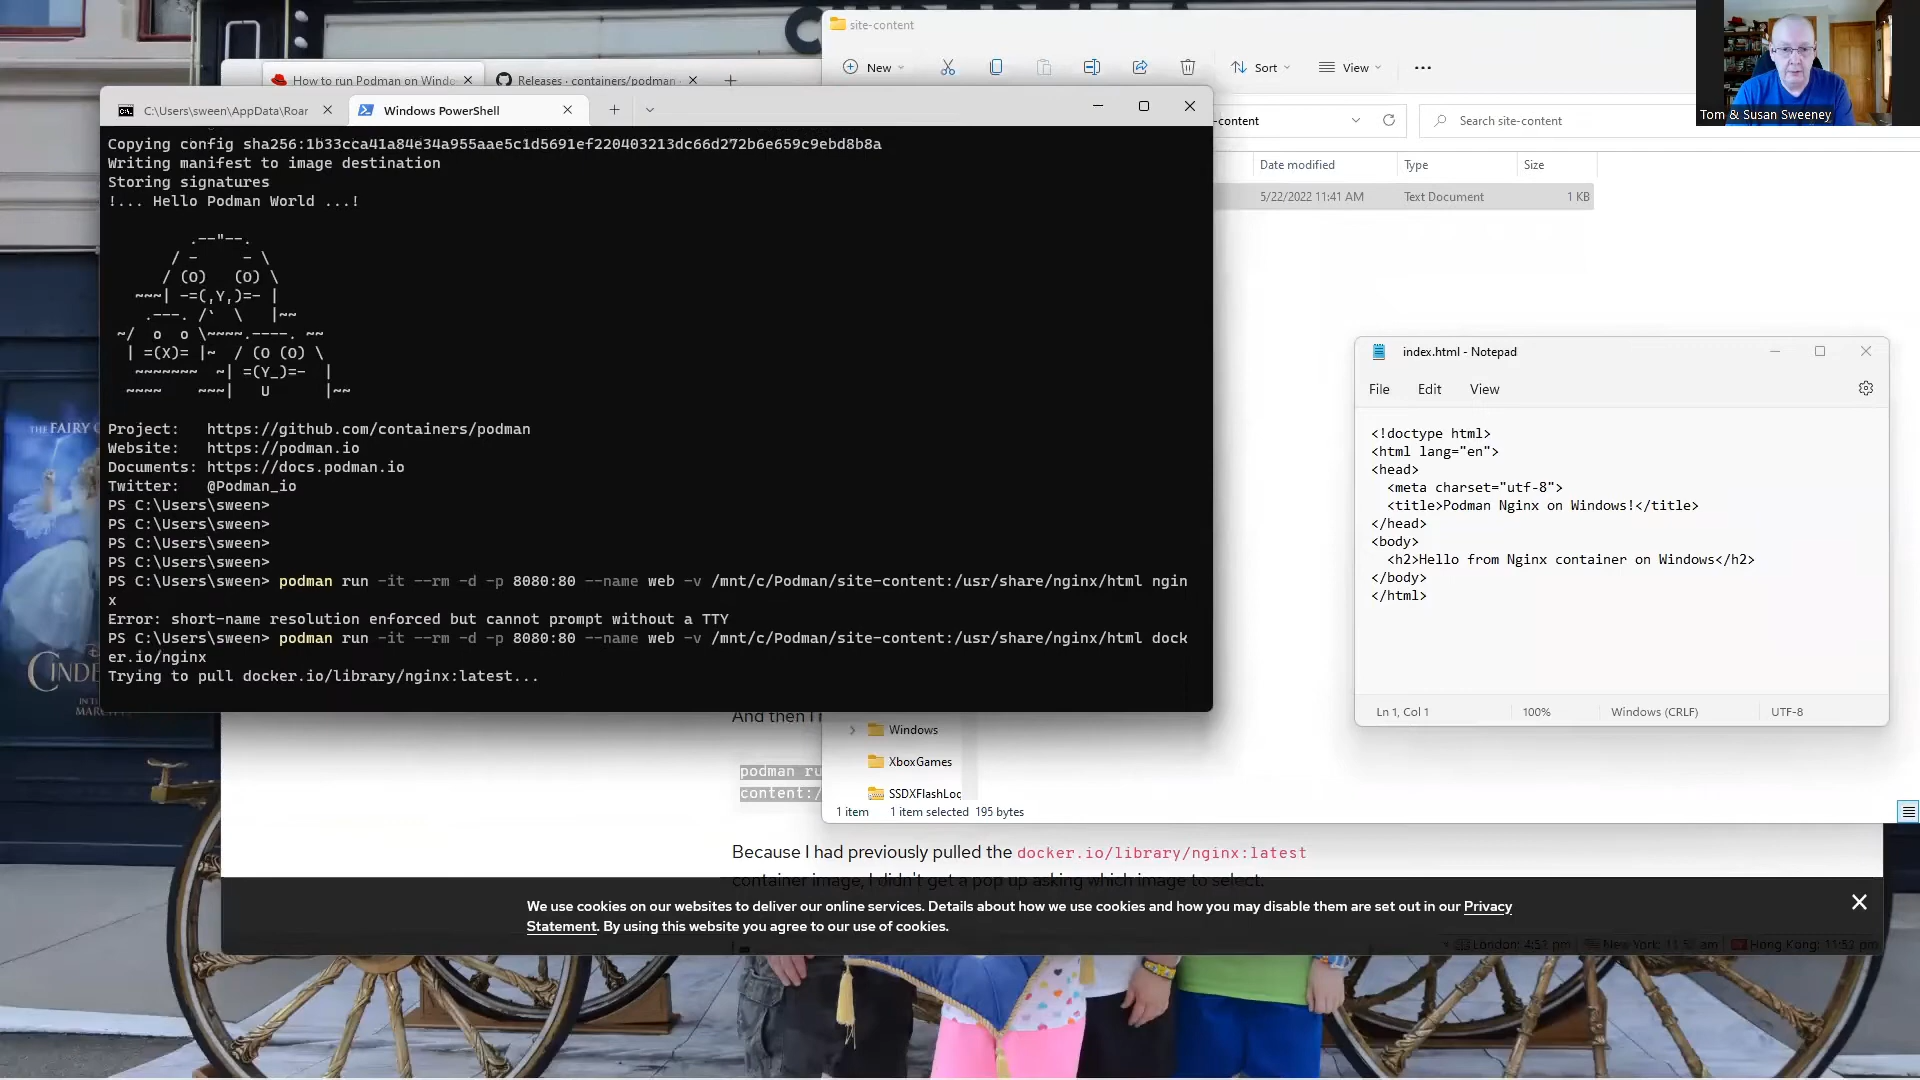 site-content
How to run Podman on Windo
Releases · containers/podman
New
Sort
View
Tom & Susan Sweeney
C:\Users\sween\AppData\Roar
Windows PowerShell
-content
Search site-content
Date modified
Type
Size
5/22/2022 11:41 AM
Text Document
1 KB
Copying config sha256:1b33cca41a84e34a955aae5c1d5691ef220403213dc66d272b6e659c9ebd8b8a
Writing manifest to image destination
Storing signatures
!... Hello Podman World ...!
         .--"--.
       / -     - \
      / (O)   (O) \
   ~~~| -=(,Y,)=- |
    .---. /`  \   |~~
 ~/  o  o \~~~~.----. ~~
  | =(X)= |~  / (O (O) \
   ~~~~~~~  ~| =(Y_)=-  |
  ~~~~    ~~~|   U      |~~
Project:   https://github.com/containers/podman
Website:   https://podman.io
Documents: https://docs.podman.io
Twitter:   @Podman_io
PS C:\Users\sween>
PS C:\Users\sween>
PS C:\Users\sween>
PS C:\Users\sween>
PS C:\Users\sween> podman run -it --rm -d -p 8080:80 --name web -v /mnt/c/Podman/site-content:/usr/share/nginx/html ngin
x
Error: short-name resolution enforced but cannot prompt without a TTY
PS C:\Users\sween> podman run -it --rm -d -p 8080:80 --name web -v /mnt/c/Podman/site-content:/usr/share/nginx/html dock
er.io/nginx
Trying to pull docker.io/library/nginx:latest...
index.html - Notepad
File
Edit
View
<!doctype html>
<html lang="en">
<head>
  <meta charset="utf-8">
  <title>Podman Nginx on Windows!</title>
</head>
<body>
  <h2>Hello from Nginx container on Windows</h2>
</body>
</html>
Ln 1, Col 1
100%
Windows (CRLF)
UTF-8
THE FAIRY
MARCH
And then I
Windows
XboxGames
SSDXFlashLog
podman ru
content:/
1 item
1 item selected
195 bytes
Because I had previously pulled the docker.io/library/nginx:latest
container image, I didn't get a pop up asking which image to select.
We use cookies on our websites to deliver our online services. Details about how we use cookies and how you may disable them are set out in our Privacy
Statement. By using this website you agree to our use of cookies.